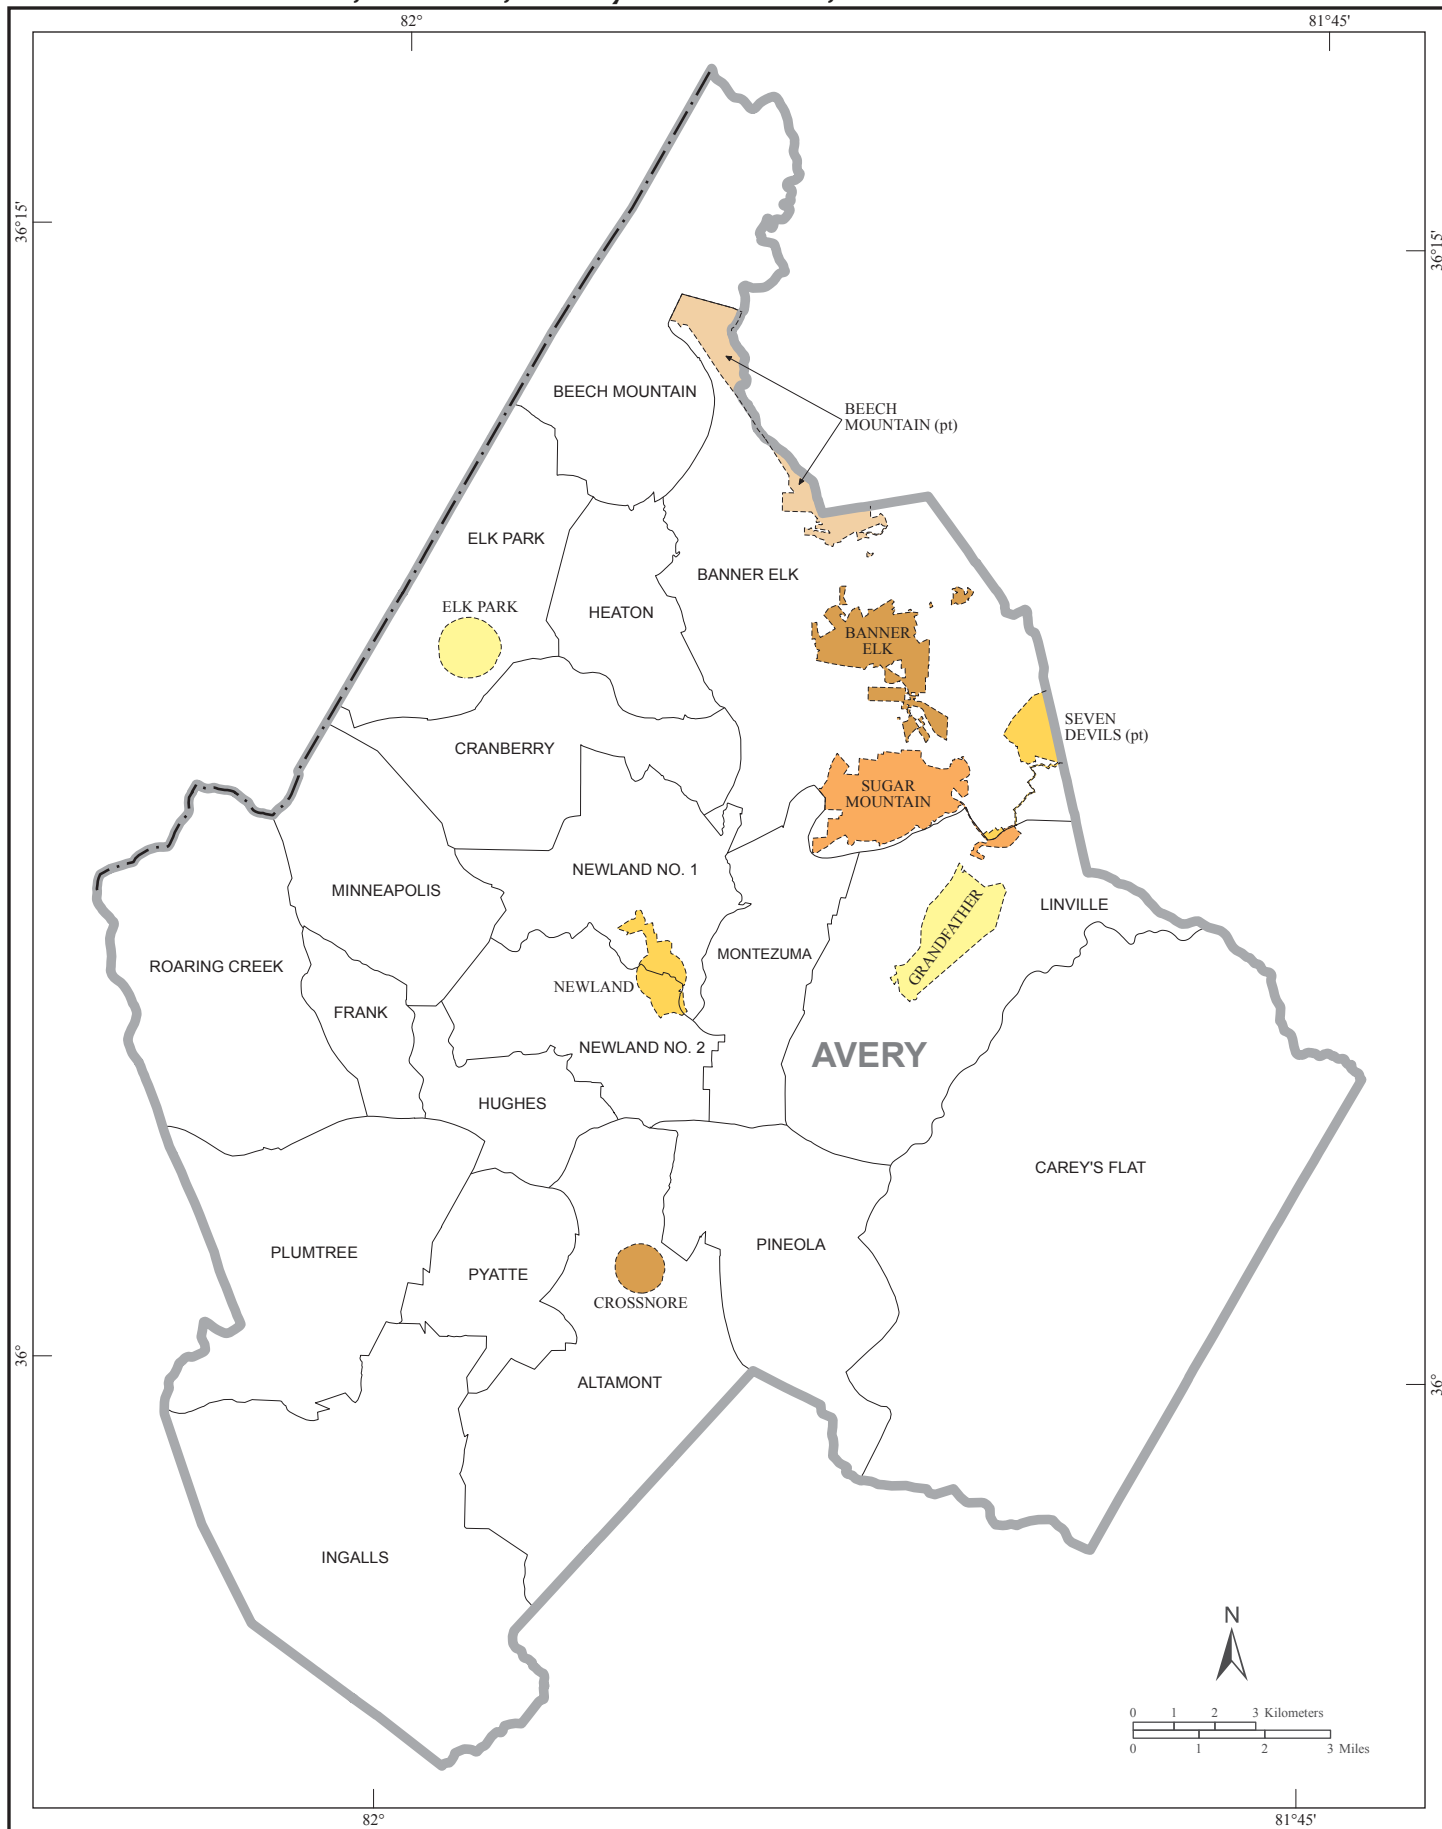 82°
81°45'
36°15'
36°15'
BEECH MOUNTAIN
BEECH
MOUNTAIN (pt)
ELK PARK
BANNER ELK
ELK PARK
HEATON
BANNER
ELK
SEVEN
DEVILS (pt)
CRANBERRY
SUGAR
MOUNTAIN
NEWLAND NO. 1
MINNEAPOLIS
LINVILLE
GRANDFATHER
MONTEZUMA
ROARING CREEK
NEWLAND
FRANK
NEWLAND NO. 2
AVERY
HUGHES
CAREY'S FLAT
PLUMTREE
PINEOLA
PYATTE
CROSSNORE
36°
36°
ALTAMONT
INGALLS
N
0 1 2 3 Kilometers
0 1 2 3 Miles
82°
81°45'